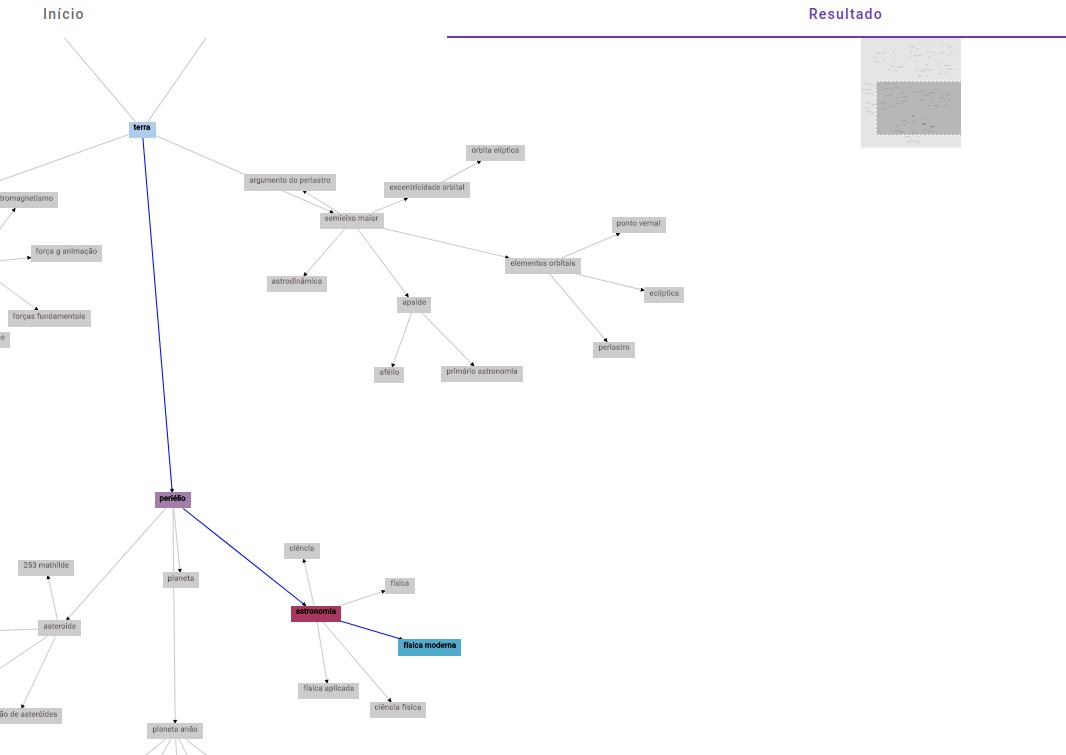 Início
Resultado
terra
órbita elíptica
argumento do periastro
excentricidade orbital
tromagnetismo
semieixo maior
ponto vernal
força g animação
elementos orbitais
astrodinâmica
eclíptica
apside
forças fundamentais
e
periastro
afélio
primário astronomia
periélio
ciência
253 mathilde
planeta
física
astronomia
asteroide
física moderna
física aplicada
ciência física
ão de asteróides
planeta anão